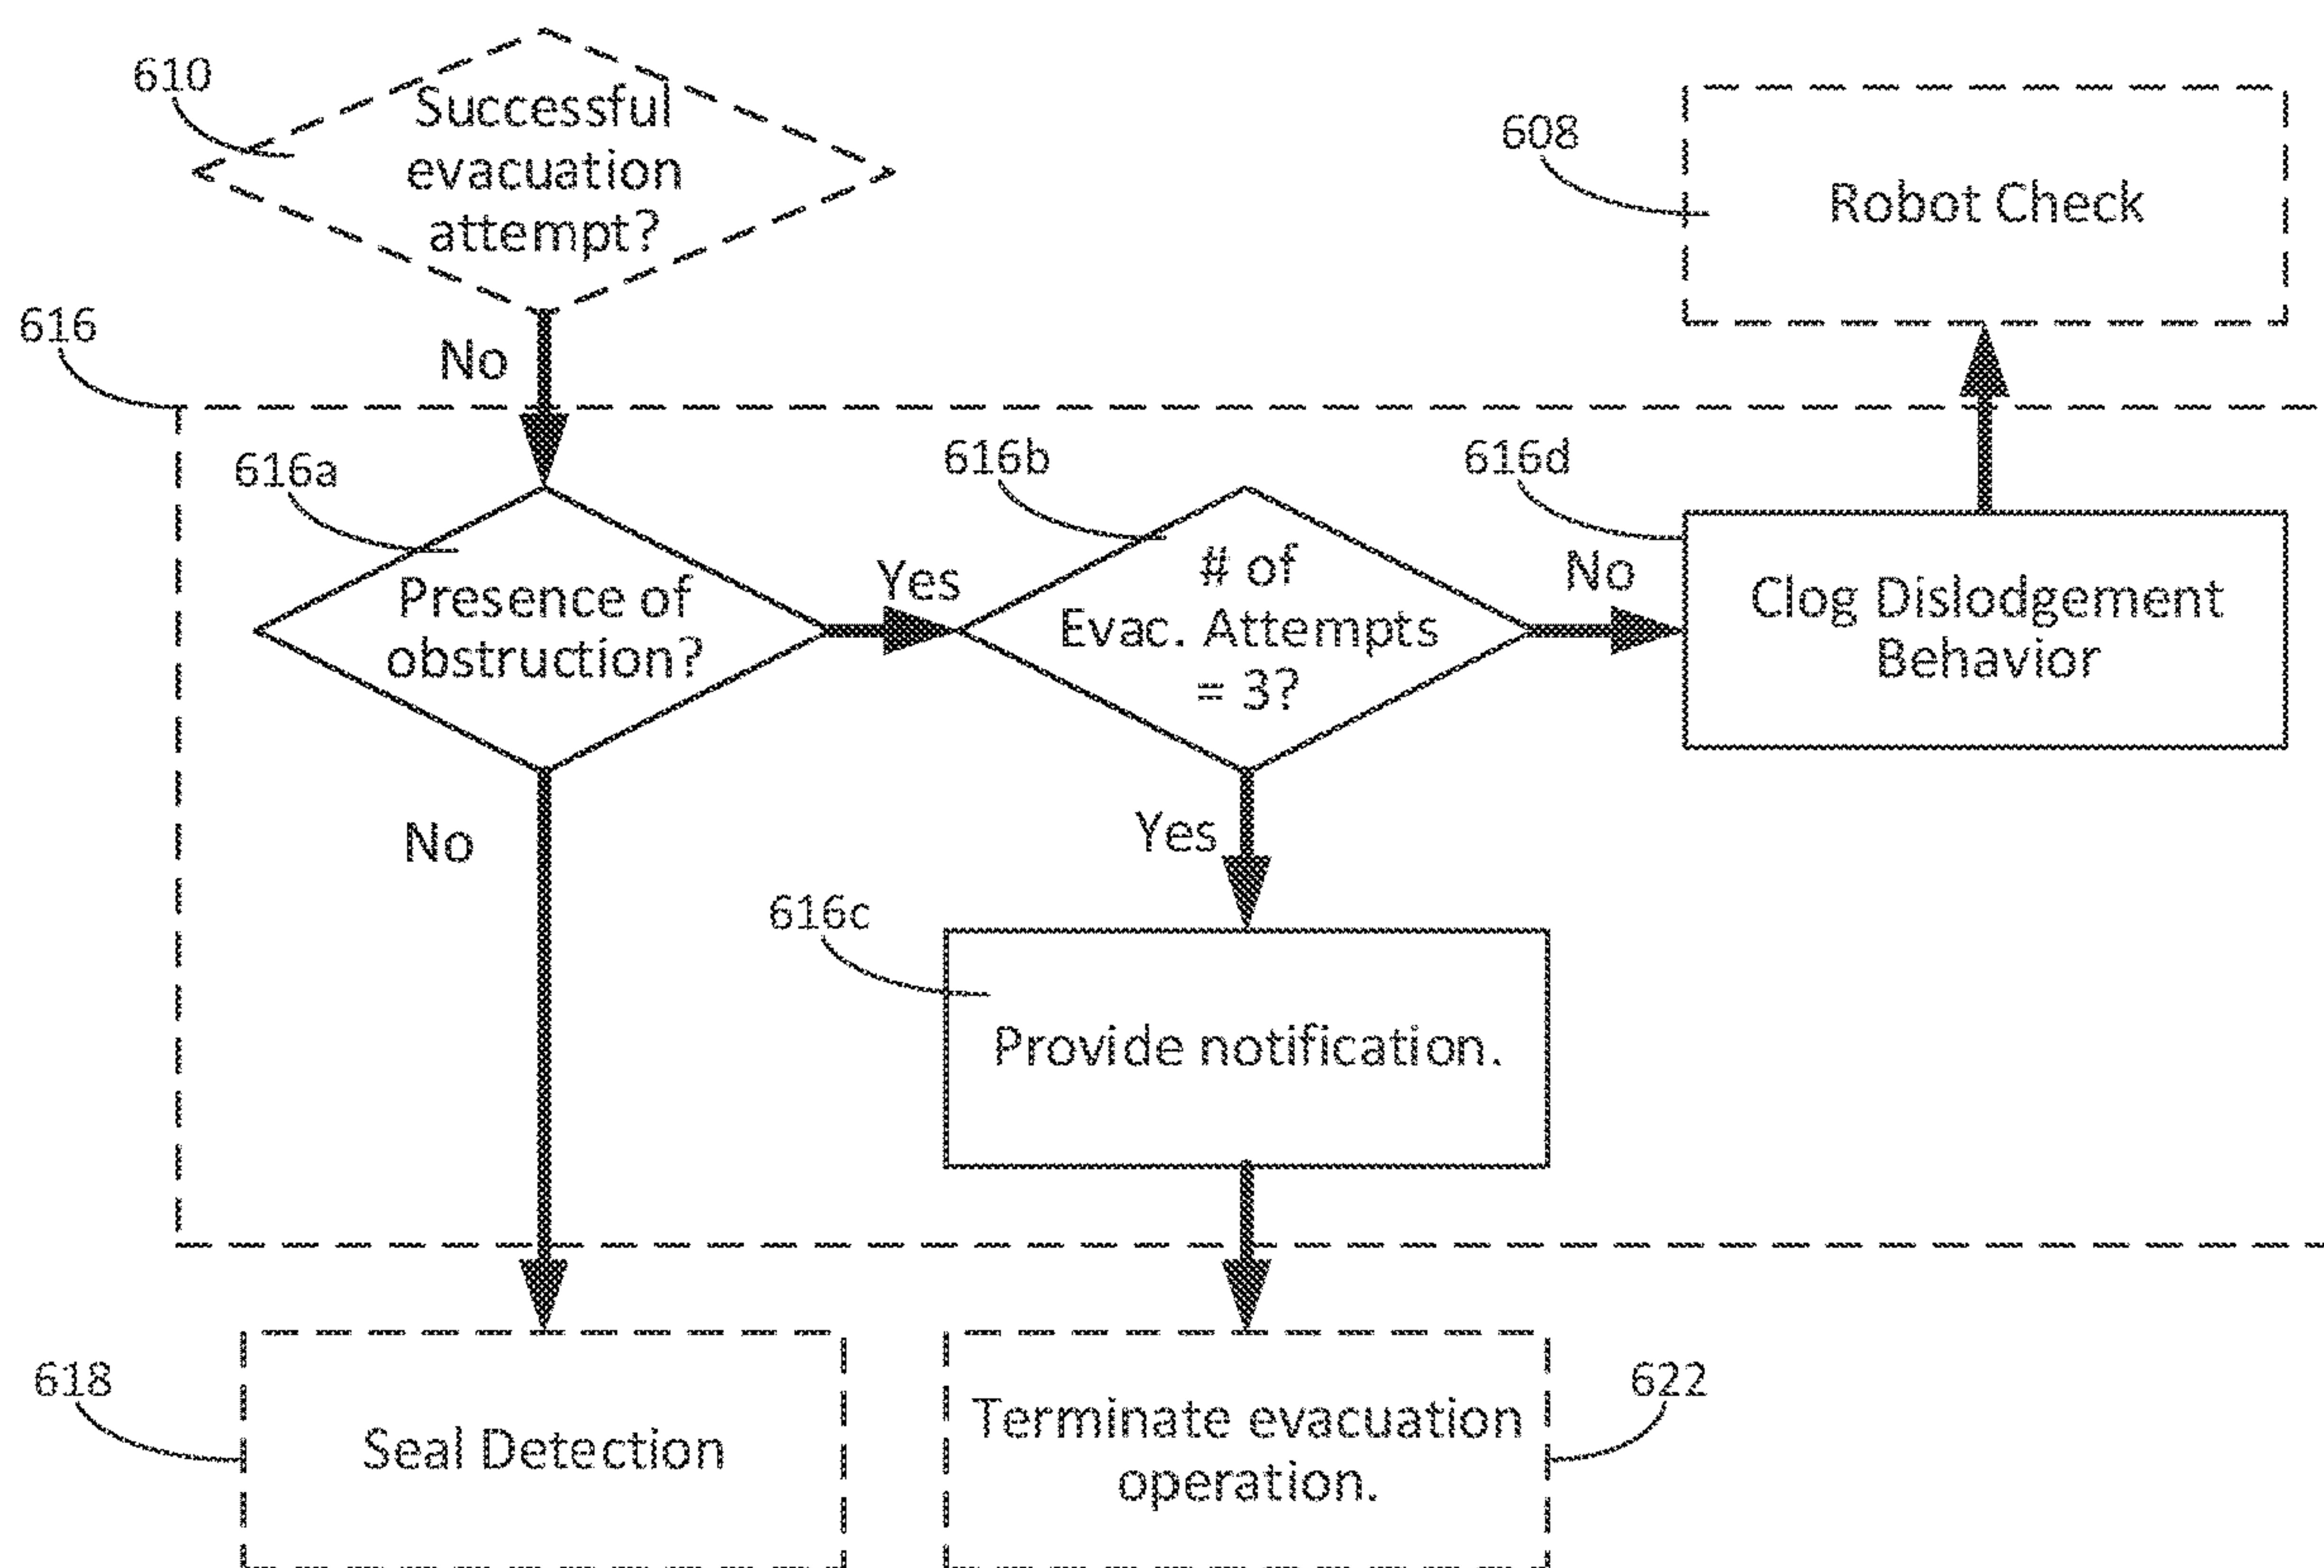 610
Successful
evacuation
attempt?
608
Robot Check
616
No
616a
616b
616d
Presence of
obstruction?
Yes
# of
Evac. Attempts
= 3?
No
Clog Dislodgement
Behavior
No
Yes
616c
Provide notification.
618
Seal Detection
Terminate evacuation
operation.
622